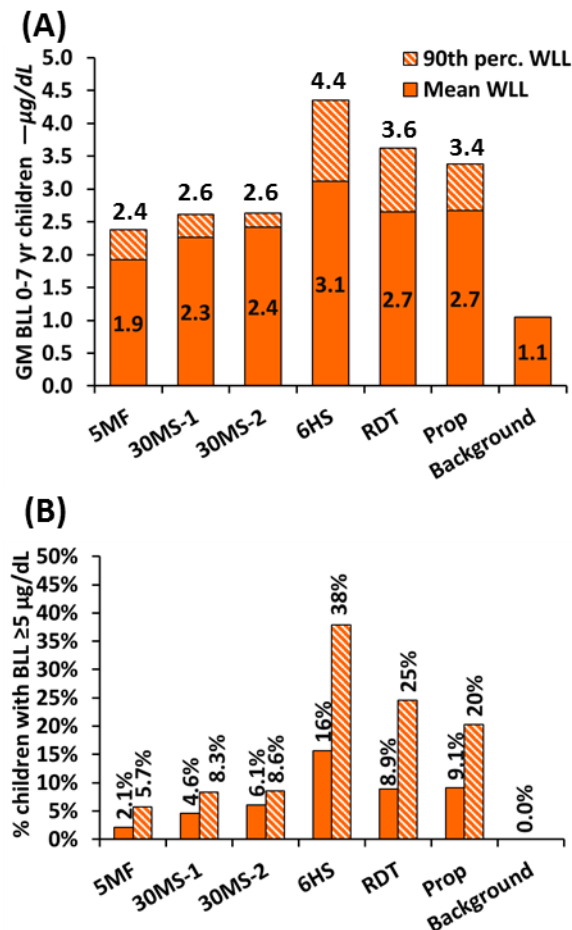 (A)
GM BLL 0-7 yr children —µg/dL
5.0
4.5
4.0
3.5
3.0
2.5
2.0
1.5
1.0
0.5
0.0
90th perc. WLL
Mean WLL
2.4
2.6
2.6
4.4
3.6
3.4
1.9
2.3
2.4
3.1
2.7
2.7
1.1
5MF
30MS-1
30MS-2
6HS
RDT
Prop
Background
(B)
% children with BLL ≥5 µg/dL
50%
45%
40%
35%
30%
25%
20%
15%
10%
5%
0%
2.1%
5.7%
4.6%
8.3%
6.1%
8.6%
16%
38%
8.9%
25%
9.1%
20%
0.0%
5MF
30MS-1
30MS-2
6HS
RDT
Prop
Background